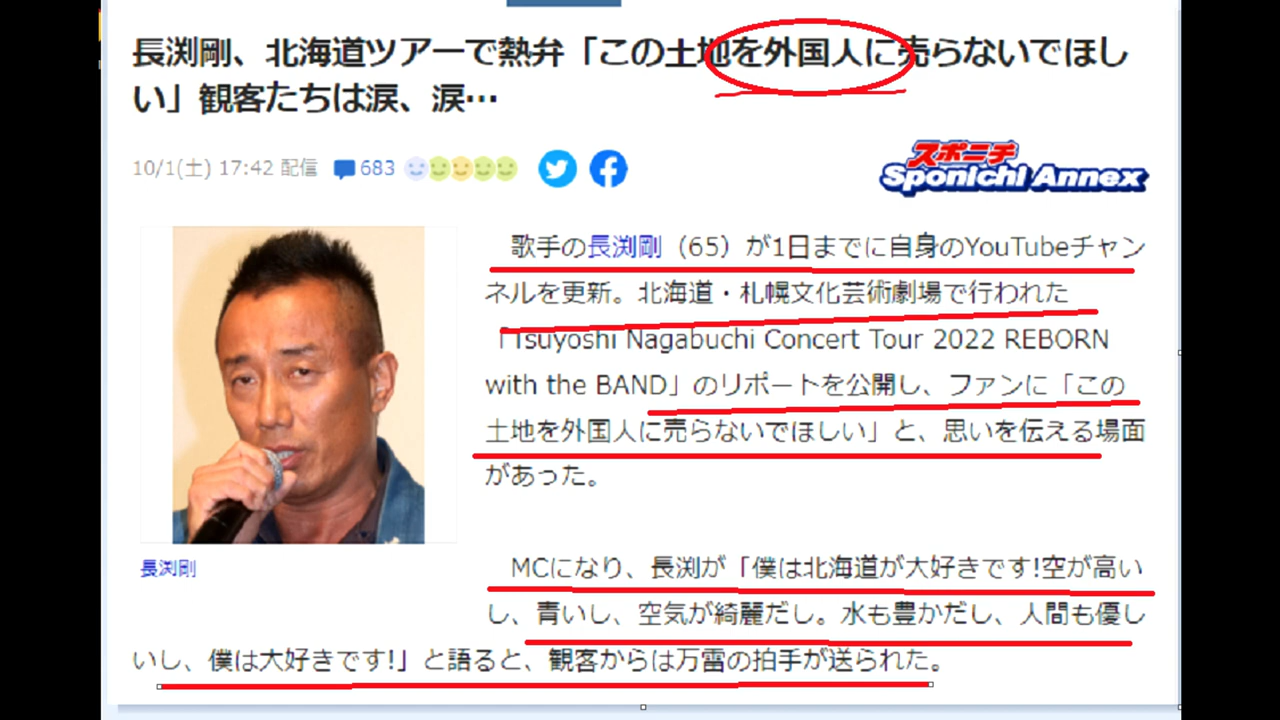 長渕剛、北海道ツアーで熱弁「この土地を外国人に売らないでほし
い」観客たちは涙、涙…
10/1(土) 17:42 配信 683
スポニチ
Sponichi Annex
歌手の長渕剛（65）が1日までに自身のYouTubeチャン
ネルを更新。北海道・札幌文化芸術劇場で行われた
「Tsuyoshi Nagabuchi Concert Tour 2022 REBORN
with the BAND」のリポートを公開し、ファンに「この
土地を外国人に売らないでほしい」と、思いを伝える場面
があった。
長渕剛
MCになり、長渕が「僕は北海道が大好きです!空が高い
し、青いし、空気が綺麗だし。水も豊かだし、人間も優し
いし、僕は大好きです!」と語ると、観客からは万雷の拍手が送られた。